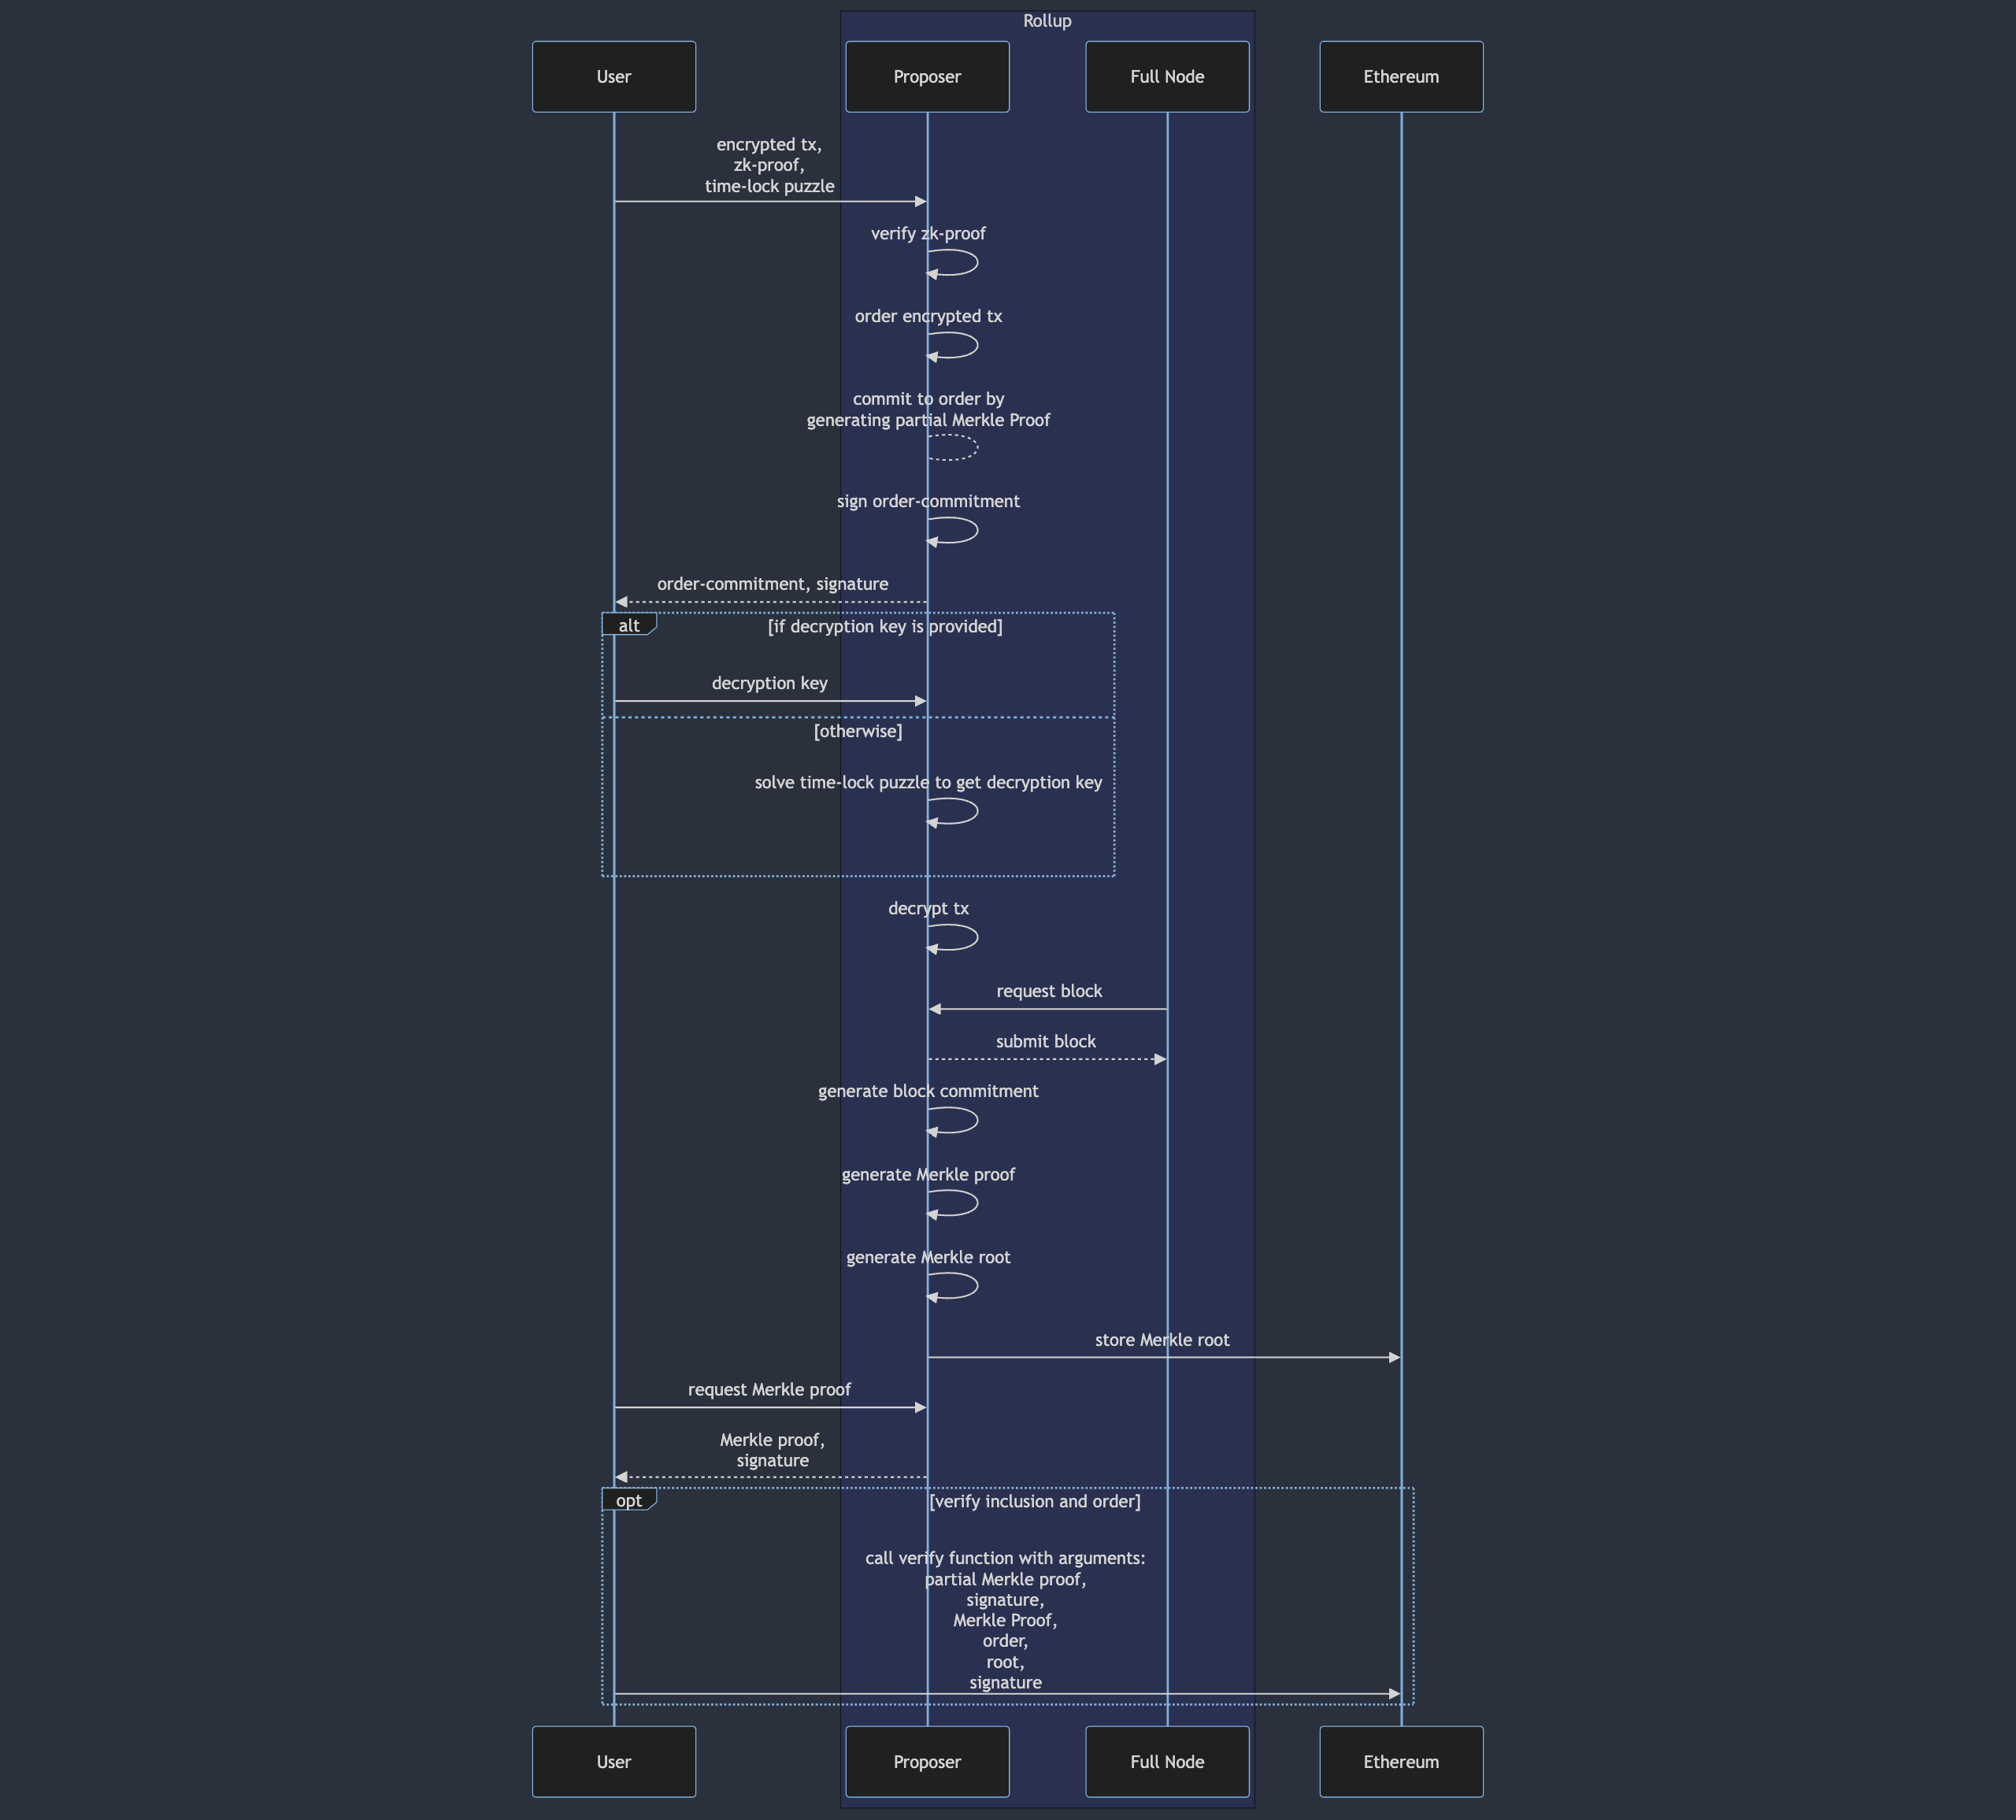 Rollup
User
Proposer
Full Node
Ethereum
encrypted tx,
zk-proof,
time-lock puzzle
verify zk-proof
order encrypted tx
commit to order by
generating partial Merkle Proof
sign order-commitment
order-commitment, signature
alt
[if decryption key is provided]
decryption key
[otherwise]
solve time-lock puzzle to get decryption key
decrypt tx
request block
submit block
generate block commitment
generate Merkle proof
generate Merkle root
store Merkle root
request Merkle proof
Merkle proof,
signature
opt
[verify inclusion and order]
call verify function with arguments:
partial Merkle proof,
signature,
Merkle Proof,
order,
root,
signature
User
Proposer
Full Node
Ethereum